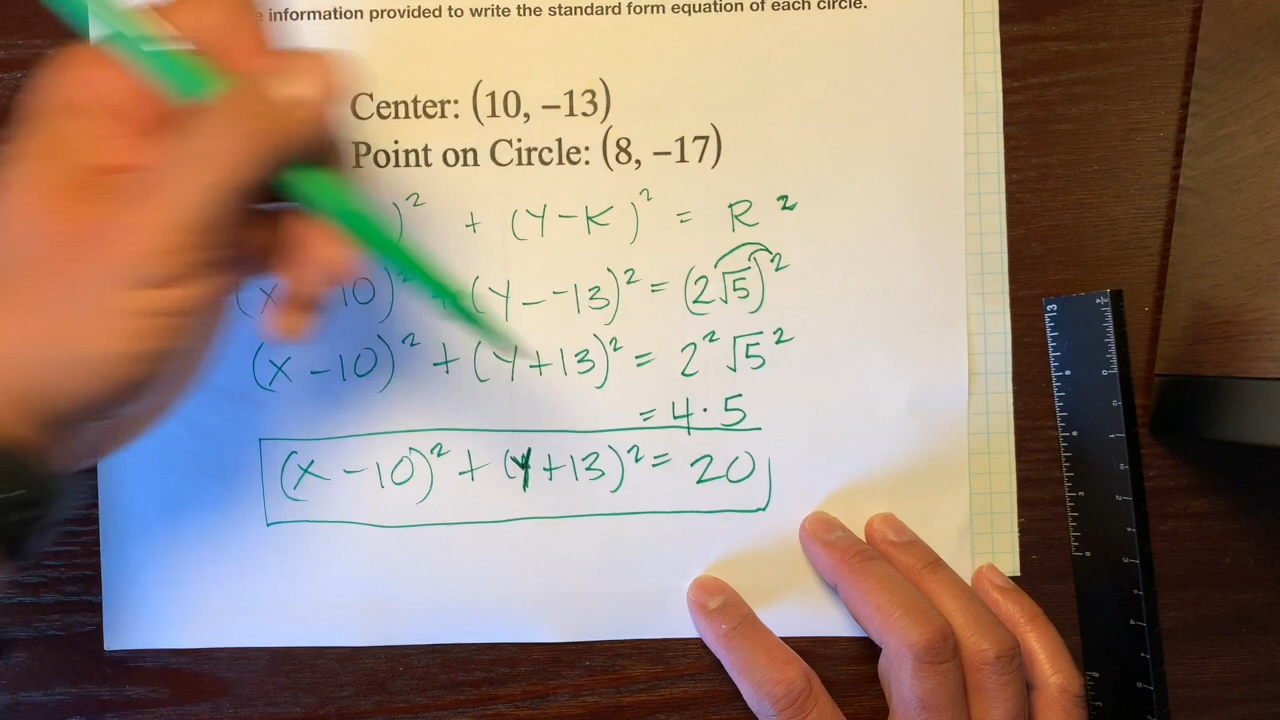 information provided to write the standard form equation of each circle.
Center: (10, –13)
Point on Circle: (8, –17)
)² + (Y-K)² = R²
(x 10)² + (Y--13)² = (2√5)²
(x-10)² + (Y+13)² = 2²√5²
= 4·5
(x-10)² + (Y+13)² = 20